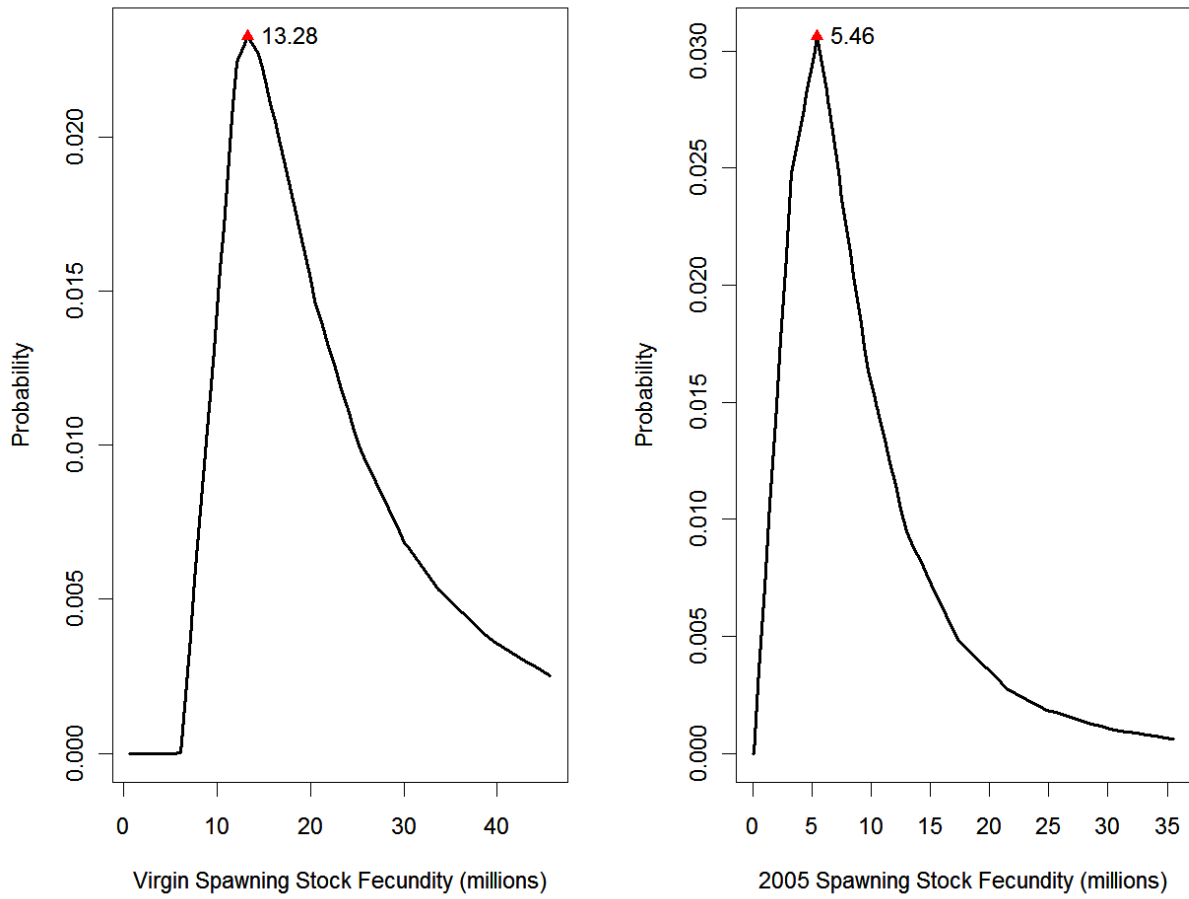 13.28
Probability
0.020
0.015
0.010
0.005
0.000
0 10 20 30 40
Virgin Spawning Stock Fecundity (millions)
5.46
Probability
0.030
0.025
0.020
0.015
0.010
0.005
0.000
0 5 10 15 20 25 30 35
2005 Spawning Stock Fecundity (millions)